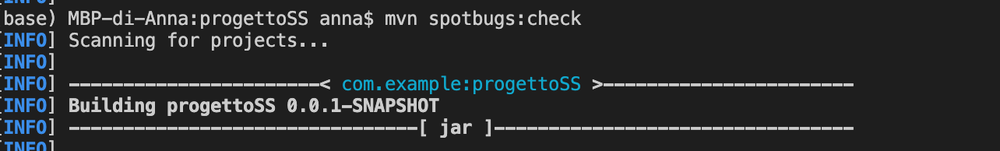 base) MBP-di-Anna:progettoSS anna$ mvn spotbugs:check
[INFO] Scanning for projects...
[INFO]
[INFO] -----------------------< com.example:progettoSS >-----------------------
[INFO] Building progettoSS 0.0.1-SNAPSHOT
[INFO] --------------------------------[ jar ]---------------------------------
[INFO]